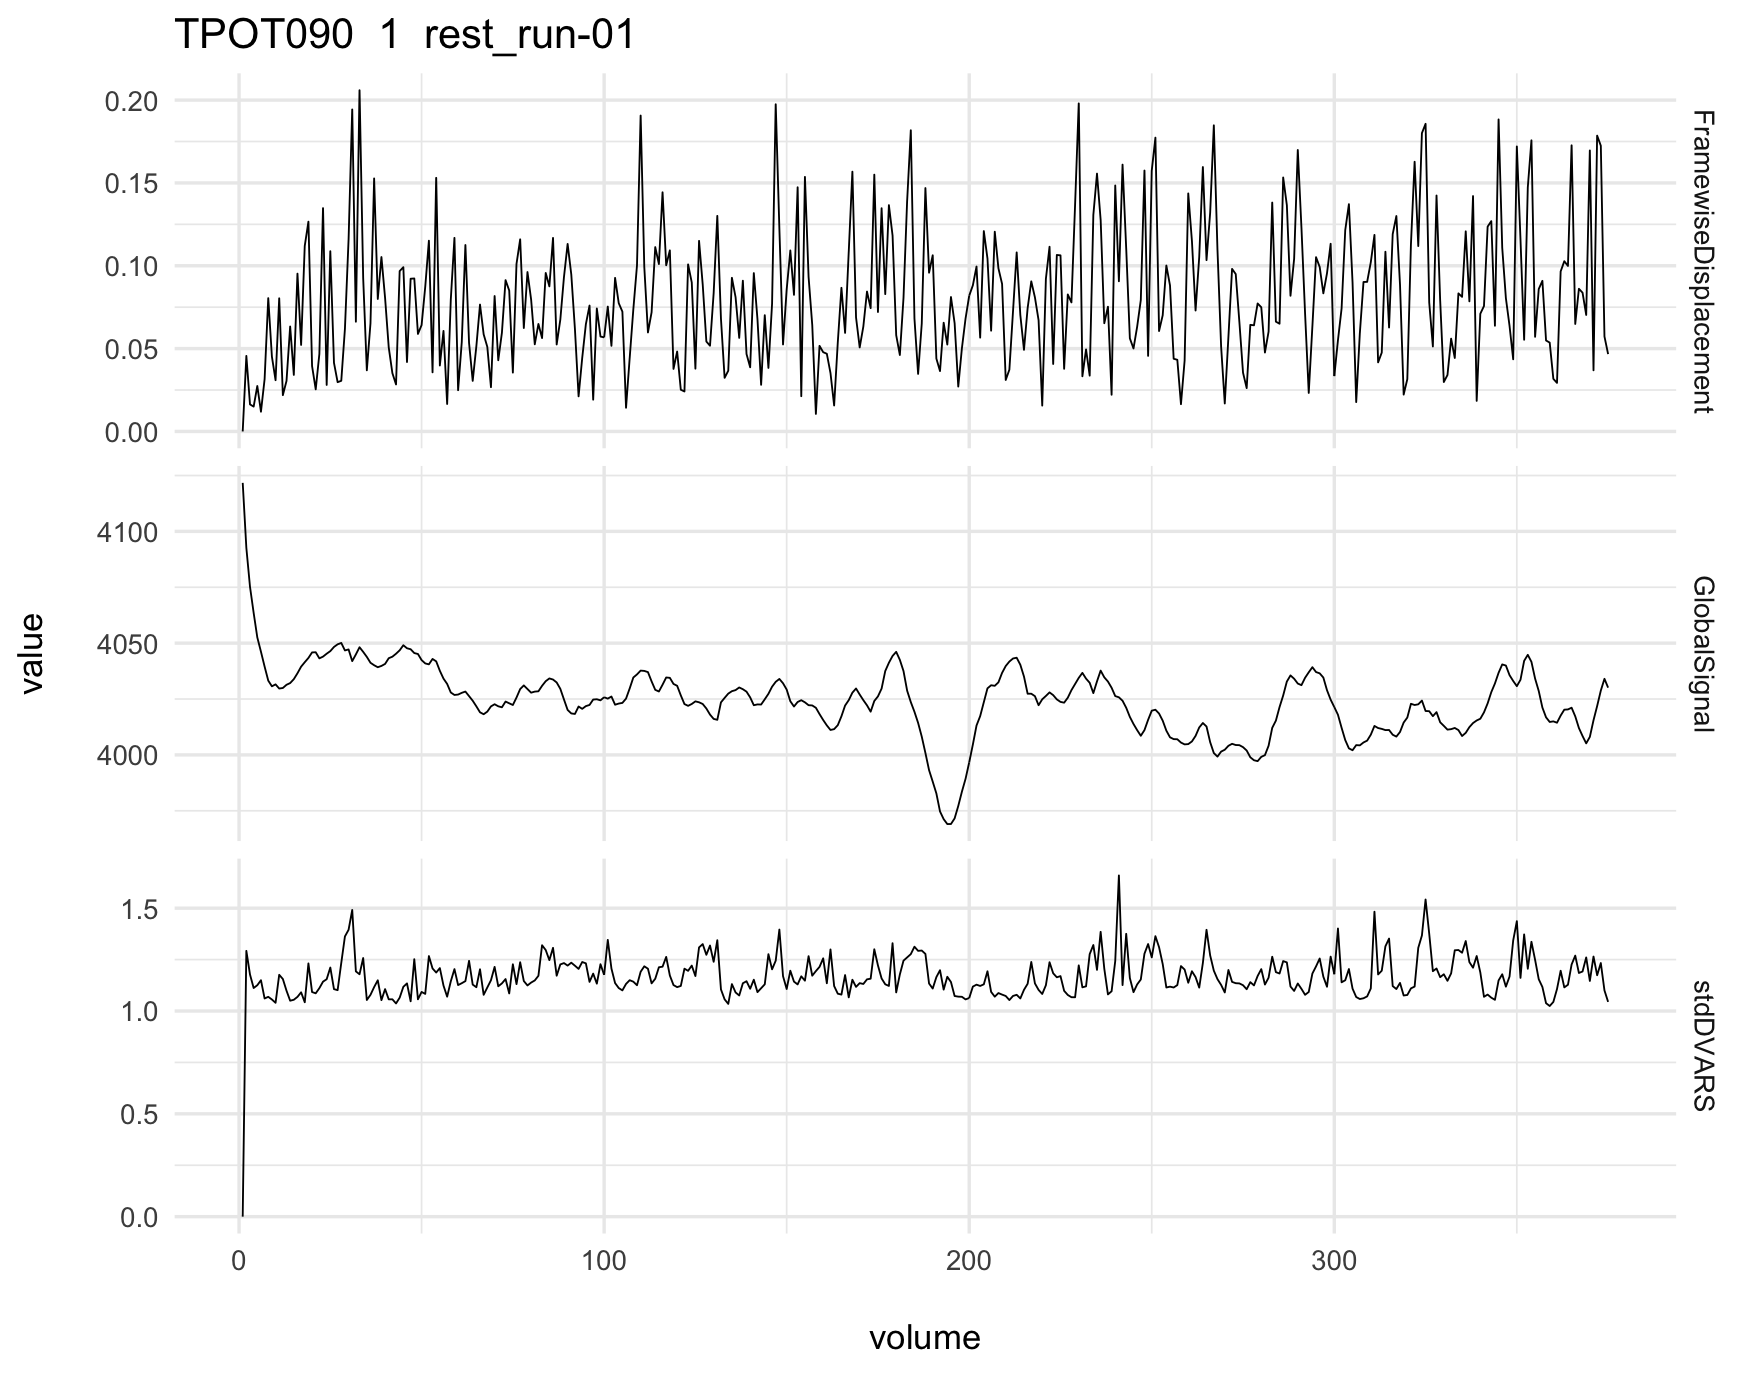 TPOT090  1  rest_run-01
0.20
0.15
0.10
0.05
0.00
FramewiseDisplacement
4100
4050
4000
GlobalSignal
value
1.5
1.0
0.5
0.0
stdDVARS
0 100 200 300
volume